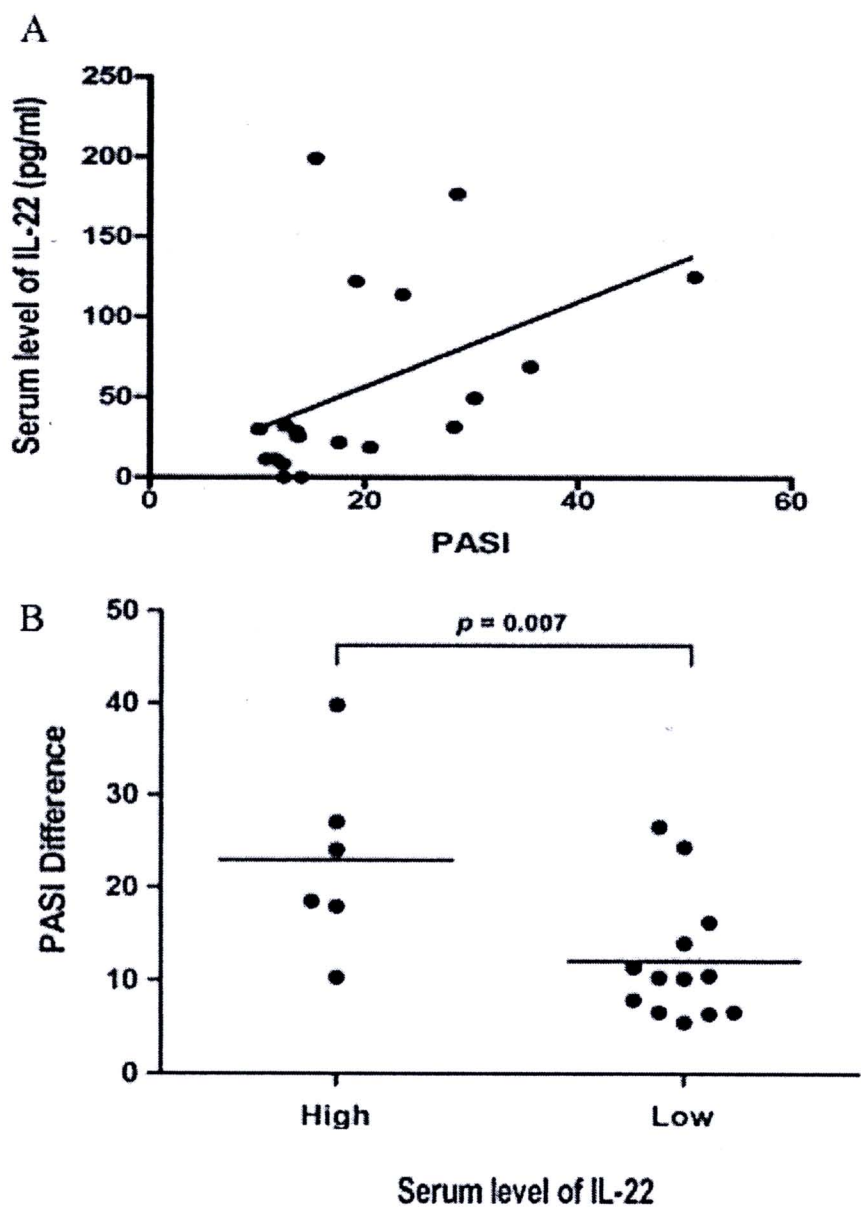 A
250
200
150
100
50
0
Serum level of IL-22 (pg/ml)
0 20 40 60
PASI
B
50
40
30
20
10
0
PASI Difference
p = 0.007
High Low
Serum level of IL-22